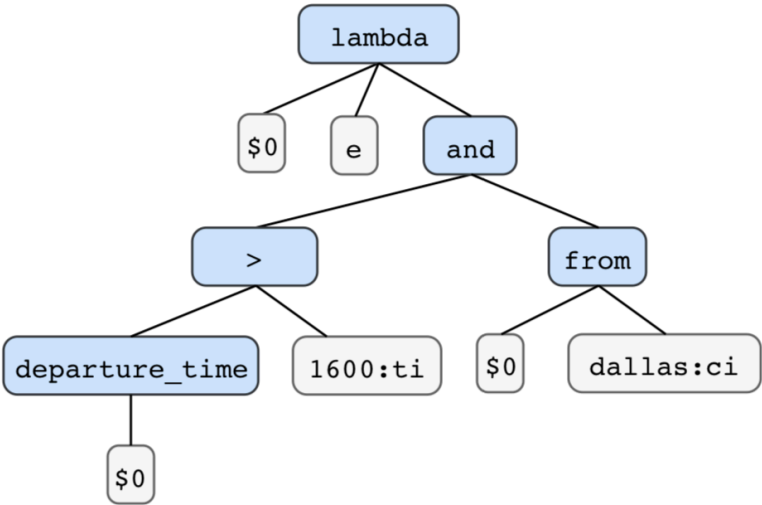 lambda
$0 e and
> from
departure_time 1600:ti $0 dallas:ci
$0